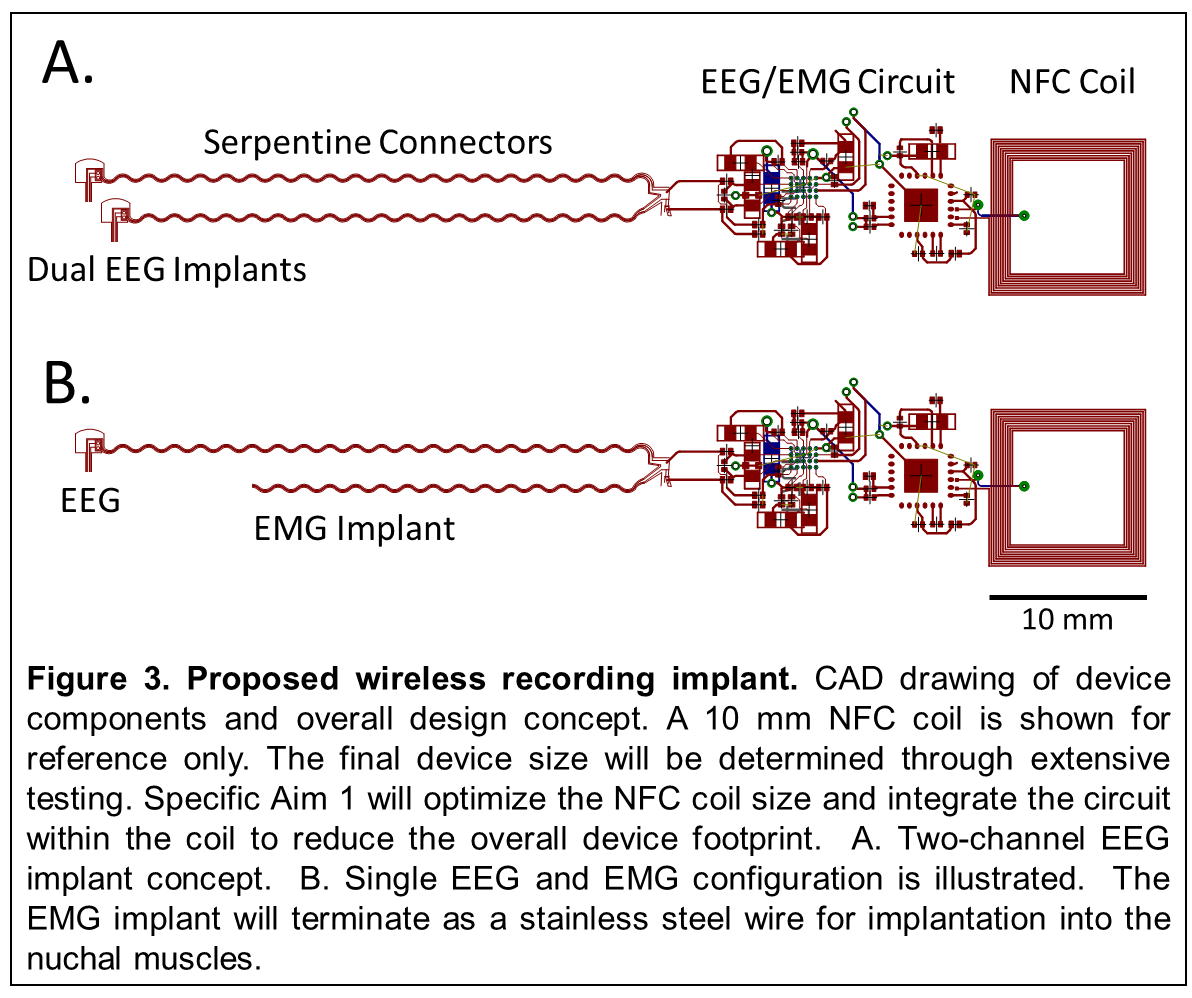 A.
EEG/EMG Circuit
NFC Coil
Serpentine Connectors
Dual EEG Implants
B.
EEG
EMG Implant
10 mm
Figure 3. Proposed wireless recording implant. CAD drawing of device
components and overall design concept. A 10 mm NFC coil is shown for
reference only. The final device size will be determined through extensive
testing. Specific Aim 1 will optimize the NFC coil size and integrate the circuit
within the coil to reduce the overall device footprint. A. Two-channel EEG
implant concept. B. Single EEG and EMG configuration is illustrated. The
EMG implant will terminate as a stainless steel wire for implantation into the
nuchal muscles.